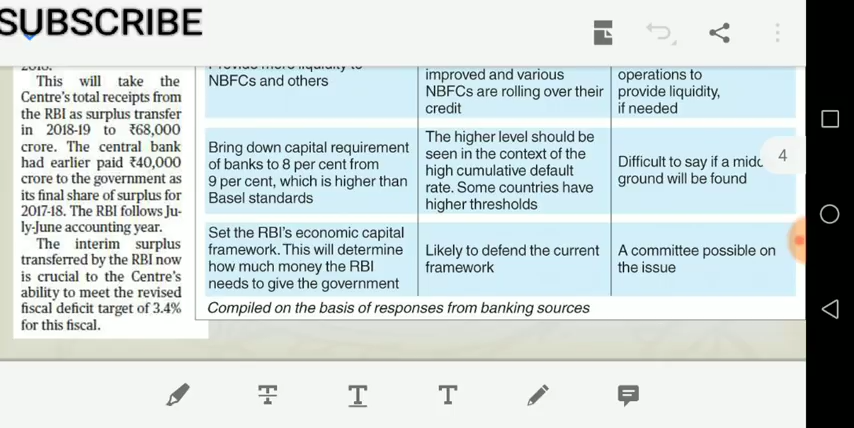 SUBSCRIBE
2018.
This will take the
Centre's total receipts from
the RBI as surplus transfer
in 2018-19 to ₹68,000
crore. The central bank
had earlier paid ₹40,000
crore to the government as
its final share of surplus for
2017-18. The RBI follows Ju-
ly-June accounting year.
The interim surplus
transferred by the RBI now
is crucial to the Centre's
ability to meet the revised
fiscal deficit target of 3.4%
for this fiscal.
Provide more liquidity to
NBFCs and others
improved and various
NBFCs are rolling over their
credit
operations to
provide liquidity,
if needed
Bring down capital requirement
of banks to 8 per cent from
9 per cent, which is higher than
Basel standards
The higher level should be
seen in the context of the
high cumulative default
rate. Some countries have
higher thresholds
Difficult to say if a
ground will be found
4
Set the RBI's economic capital
framework. This will determine
how much money the RBI
needs to give the government
Likely to defend the current
framework
A committee possible on
the issue
Compiled on the basis of responses from banking sources
T
T
T